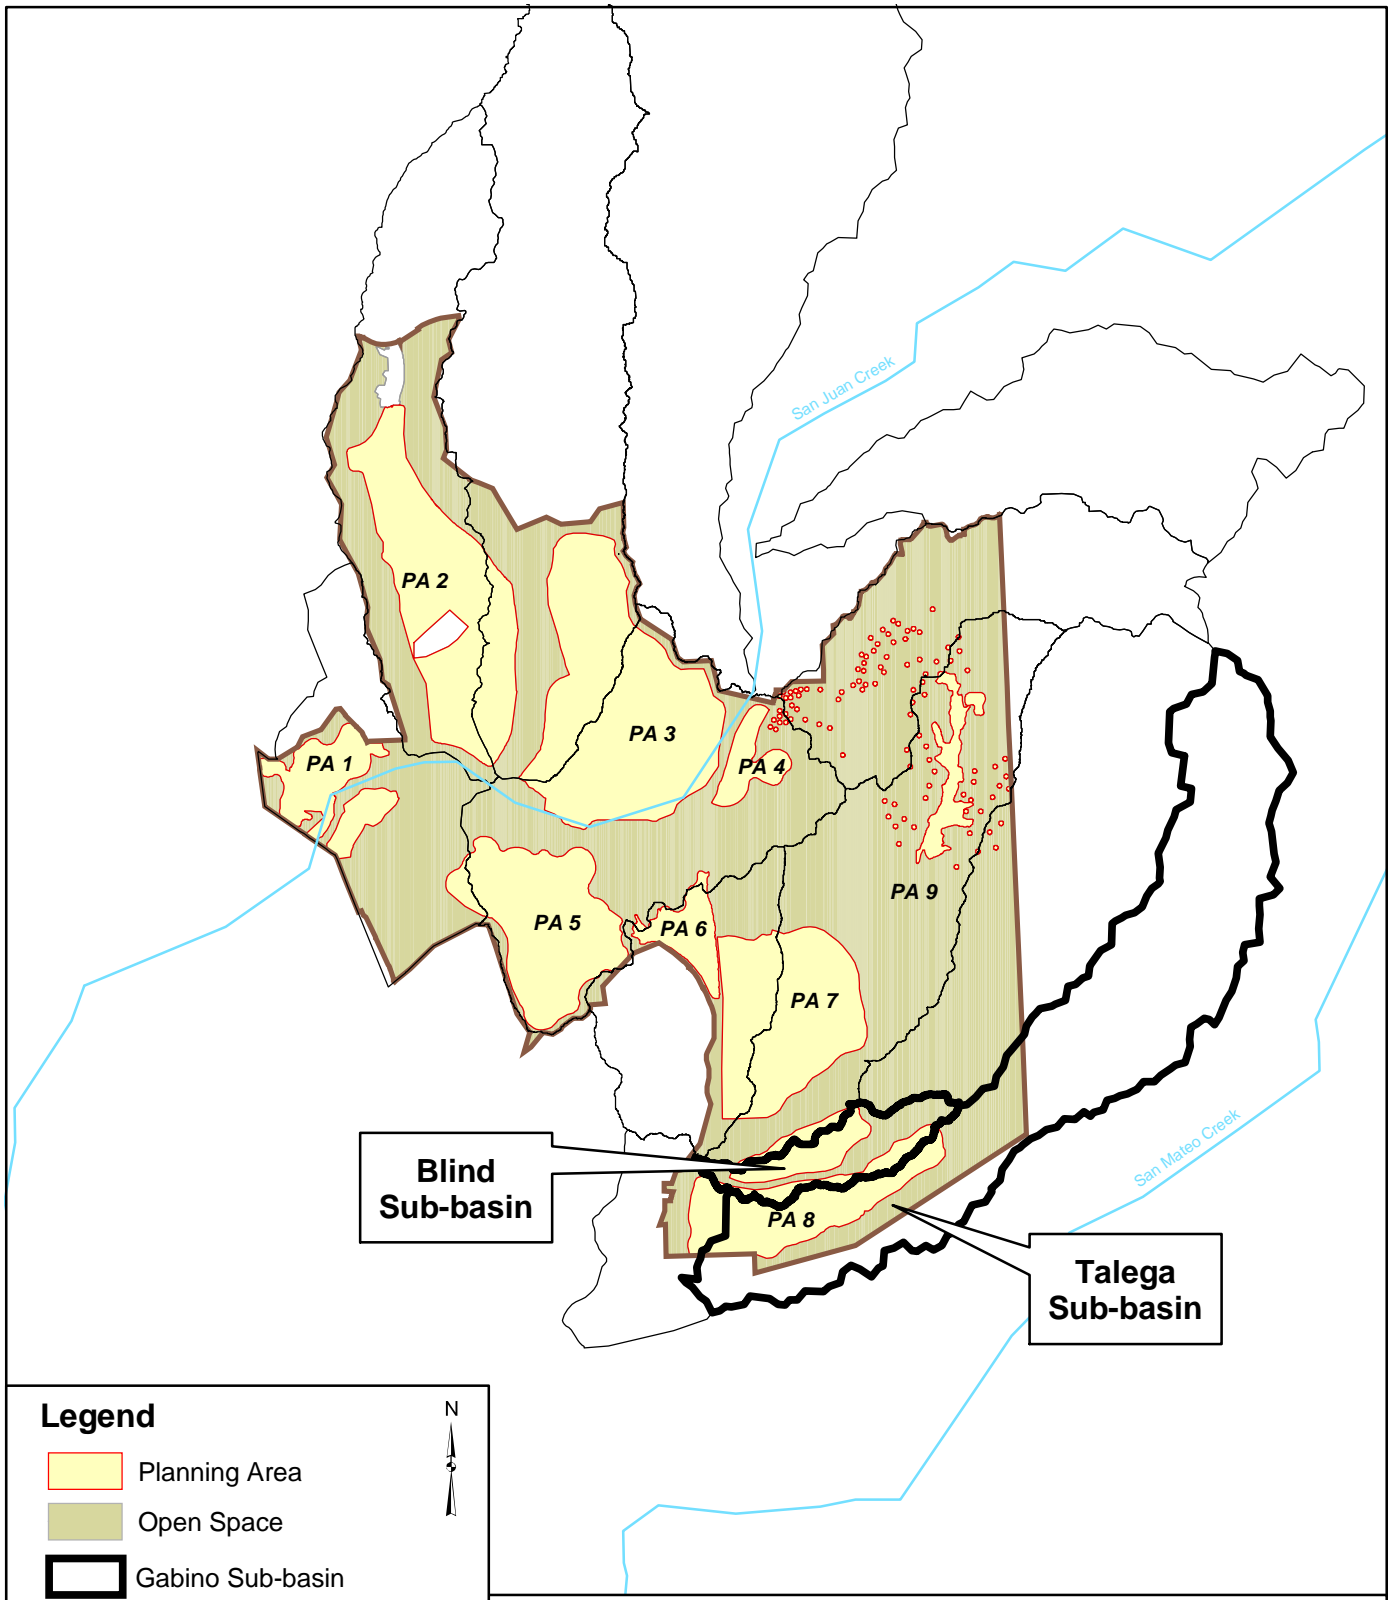 San Juan Creek
PA 2
PA 3
PA 1
PA 4
PA 9
PA 5
PA 6
PA 7
San Mateo Creek
Blind
Sub-basin
PA 8
Talega
Sub-basin
Legend
N
Planning Area
Open Space
Gabino Sub-basin